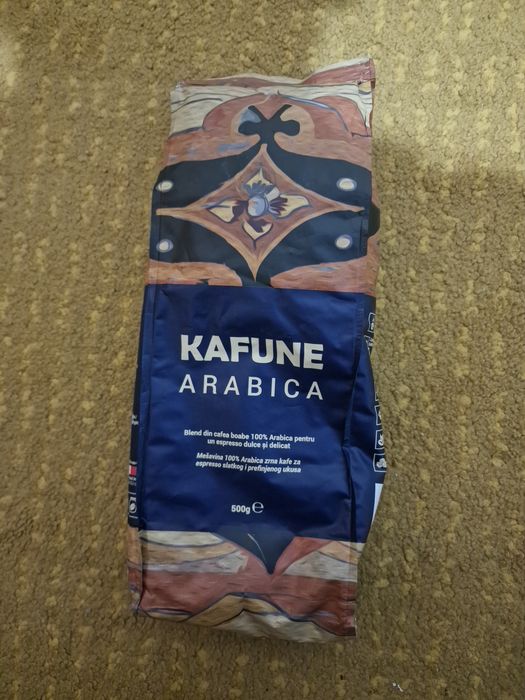 KAFUNE
ARABICA
Blend din cafea boabe 100% Arabica pentru
un espresso dulce și delicat
Mešavina 100% Arabica zrna kafe za
espresso slatkog i prefinjenog ukusa
500g ℮